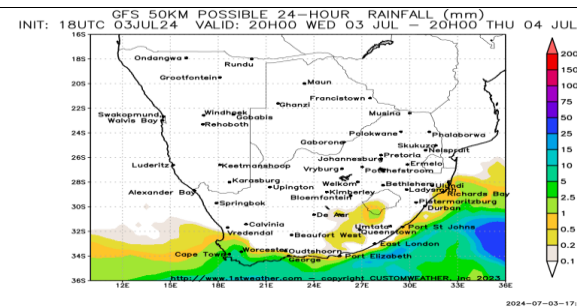 GFS 50KM POSSIBLE 24-HOUR RAINFALL (mm)
INIT: 18UTC 03JUL24 VALID: 20H00 WED 03 JUL - 20H00 THU 04 JUL
16S
18S
20S
22S
24S
26S
28S
30S
32S
34S
36S
Ondangwa
Rundu
Grootfontein
Maun
Francistown
Ghanzi
Musina
Swakopmund
Walvis Bay
Windhoek
Gobabis
Rehoboth
Polokwane
Phalaborwa
Gaborone
Skukuza
Nelspruit
Pretoria
Johannesburg
Ermelo
Luderitz
Keetmanshoop
Vryburg
Potchefstroom
Karasburg
Welkom
Bethlehem
Ulundi
Alexander Bay
Upington
Kimberley
Ladysmith
Richards Bay
Bloemfontein
Springbok
Pietermaritzburg
Durban
De Aar
Calvinia
Umtata
Port St Johns
Vredendal
Beaufort West
Queenstown
East London
Worcester
Oudtshoorn
Cape Town
George
Port Elizabeth
http://www.1stweather.com - copyright CUSTOMWEATHER, Inc 2023
12E 15E 18E 21E 24E 27E 30E 33E 36E
200
150
100
75
50
25
15
10
5
2.5
1
0.5
0.2
0.1